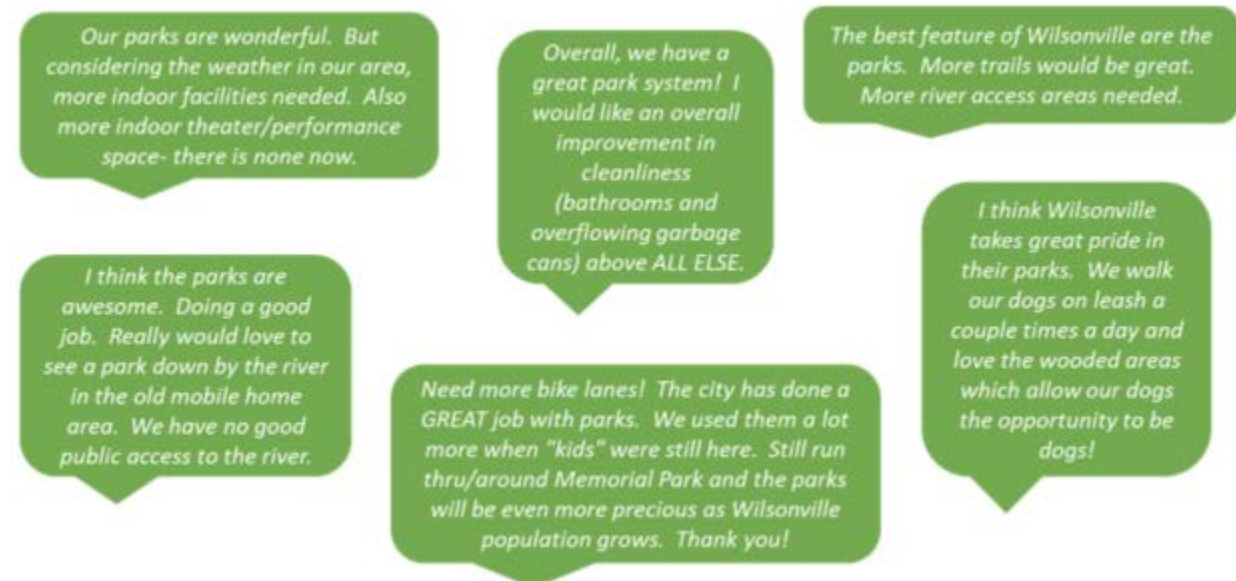 Our parks are wonderful.  But
considering the weather in our area,
more indoor facilities needed.  Also
more indoor theater/performance
space- there is none now.
Overall, we have a
great park system!  I
would like an overall
improvement in
cleanliness
(bathrooms and
overflowing garbage
cans) above ALL ELSE.
The best feature of Wilsonville are the
parks.  More trails would be great.
More river access areas needed.
I think the parks are
awesome.  Doing a good
job.  Really would love to
see a park down by the river
in the old mobile home
area.  We have no good
public access to the river.
Need more bike lanes!  The city has done a
GREAT job with parks.  We used them a lot
more when "kids" were still here.  Still run
thru/around Memorial Park and the parks
will be even more precious as Wilsonville
population grows.  Thank you!
I think Wilsonville
takes great pride in
their parks.  We walk
our dogs on leash a
couple times a day and
love the wooded areas
which allow our dogs
the opportunity to be
dogs!